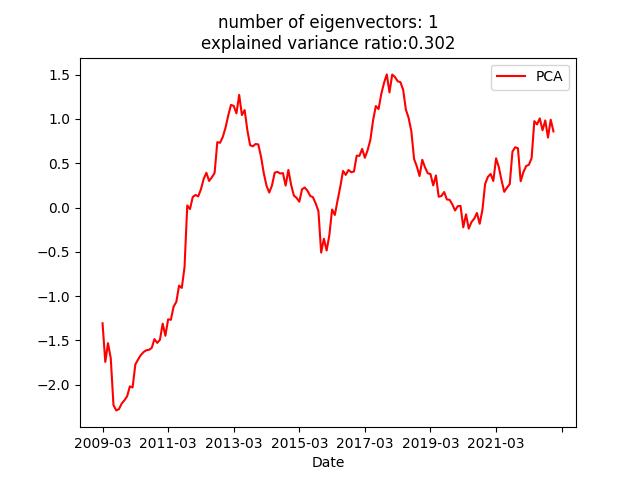 number of eigenvectors: 1
explained variance ratio:0.302
PCA
1.5
1.0
0.5
0.0
−0.5
−1.0
−1.5
−2.0
2009-03 2011-03 2013-03 2015-03 2017-03 2019-03 2021-03
Date